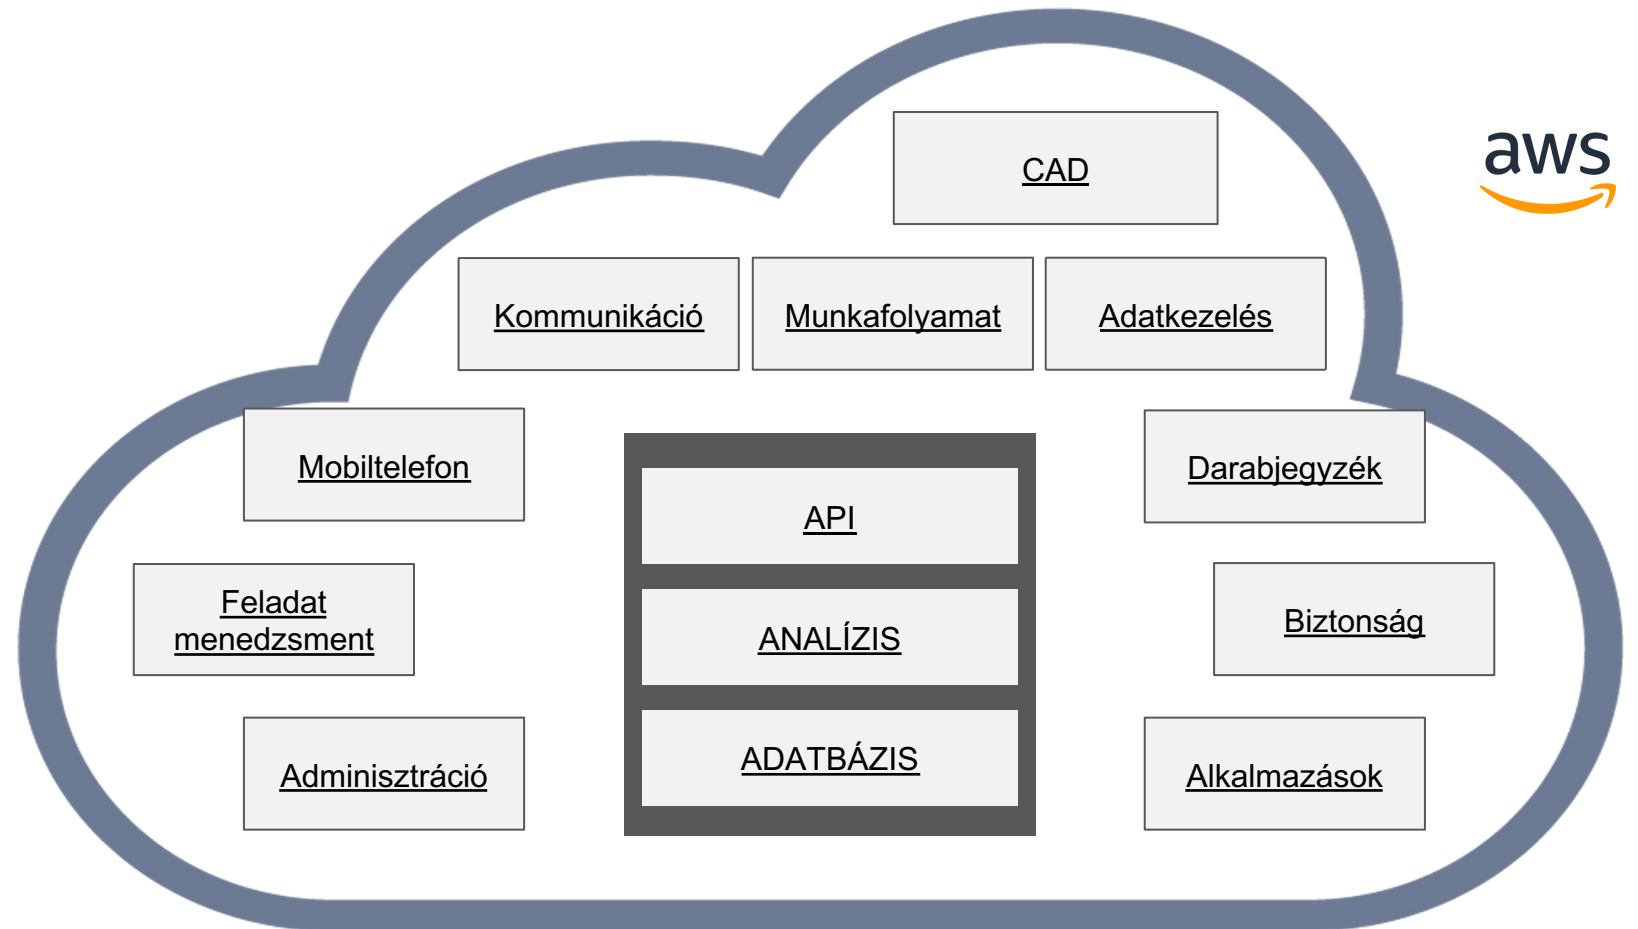 CAD
aws
Kommunikáció
Munkafolyamat
Adatkezelés
Mobiltelefon
Darabjegyzék
API
Feladat
menedzsment
ANALÍZIS
Biztonság
ADATBÁZIS
Adminisztráció
Alkalmazások